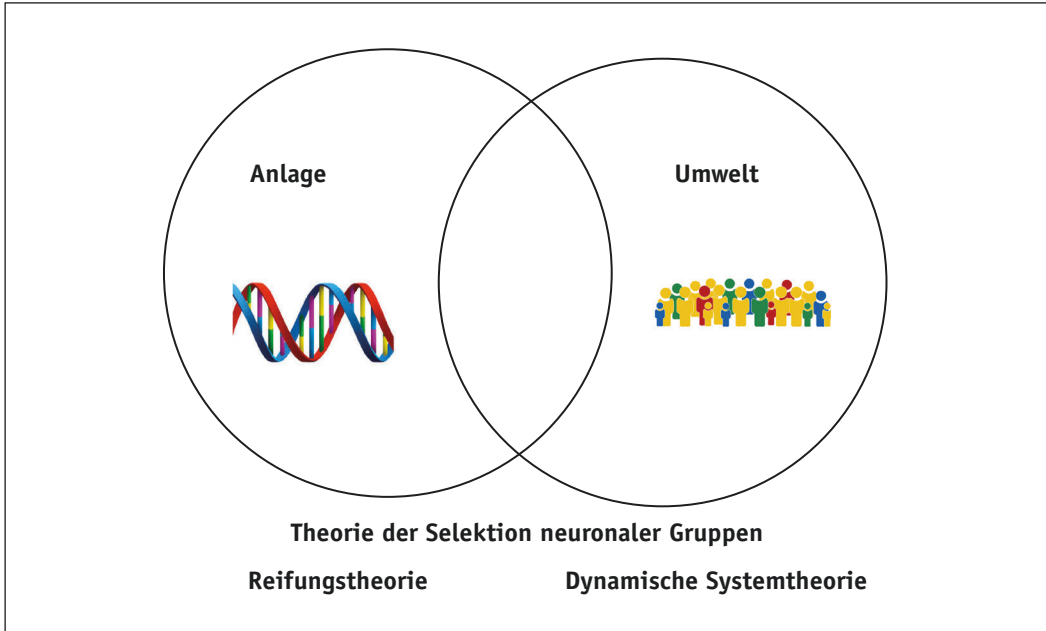 Anlage
Umwelt
Theorie der Selektion neuronaler Gruppen
Reifungstheorie
Dynamische Systemtheorie